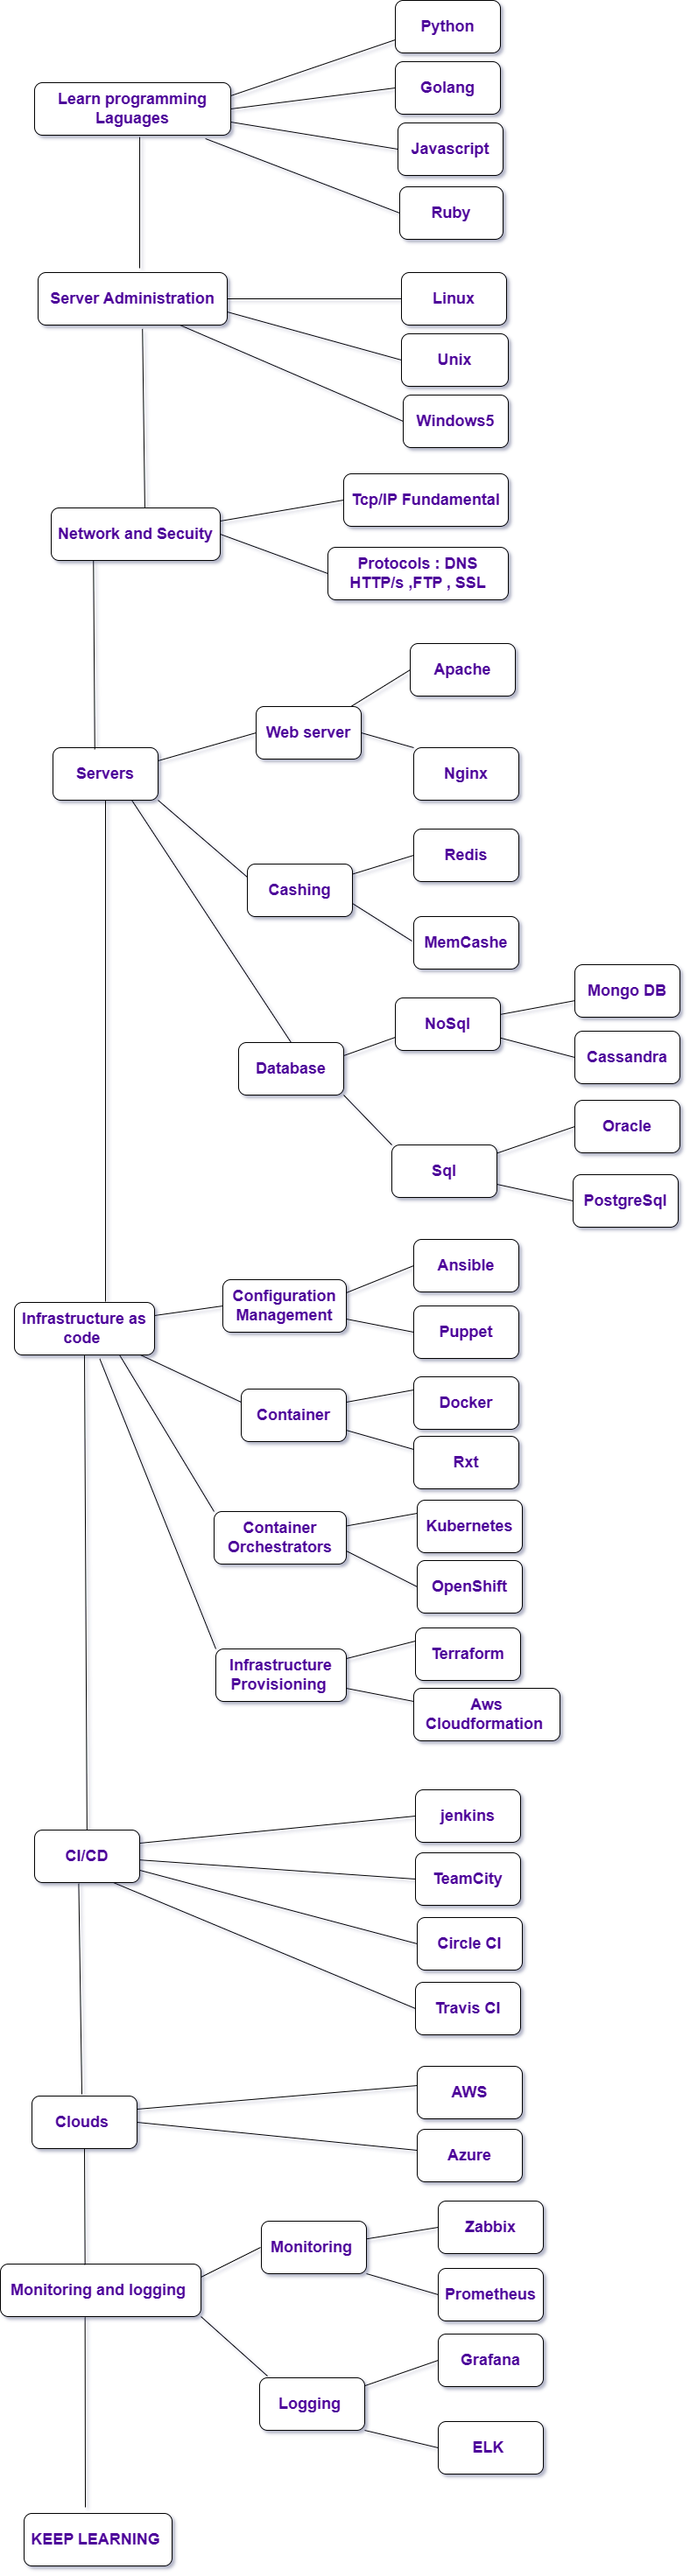 Python
Learn programming
Laguages
Golang
Javascript
Ruby
Server Administration
Linux
Unix
Windows5
Network and Secuity
Tcp/IP Fundamental
Protocols : DNS
HTTP/s ,FTP , SSL
Servers
Web server
Apache
Nginx
Cashing
Redis
MemCashe
Database
NoSql
Mongo DB
Cassandra
Sql
Oracle
PostgreSql
Infrastructure as
code
Configuration
Management
Ansible
Puppet
Container
Docker
Rxt
Container
Orchestrators
Kubernetes
OpenShift
Infrastructure
Provisioning
Terraform
Aws
Cloudformation
CI/CD
jenkins
TeamCity
Circle CI
Travis CI
Clouds
AWS
Azure
Monitoring and logging
Monitoring
Zabbix
Prometheus
Logging
Grafana
ELK
KEEP LEARNING